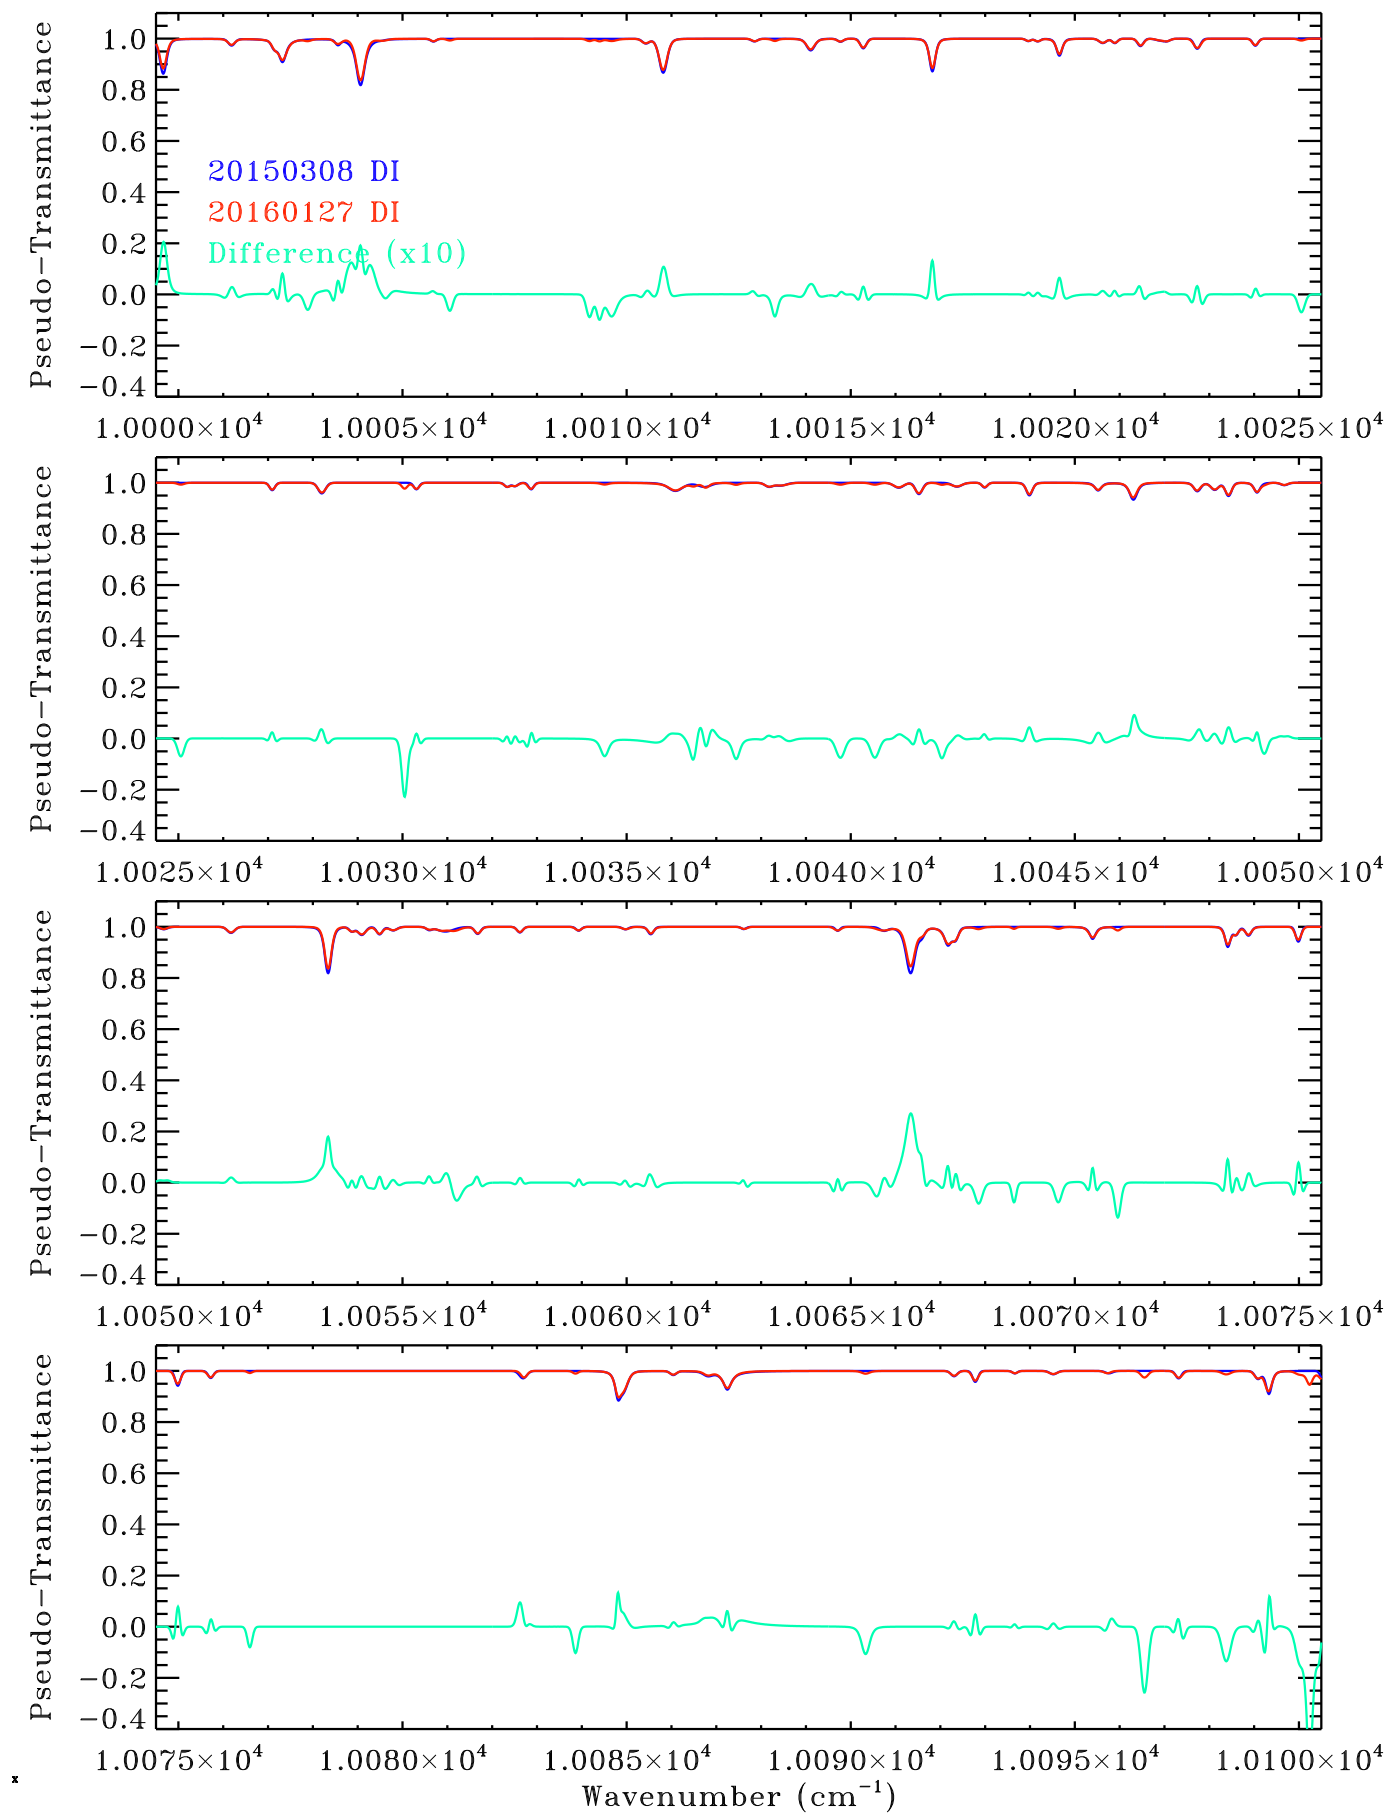 Pseudo-Transmittance
1.0
0.8
0.6
0.4
0.2
0.0
-0.2
-0.4
20150308 DI
20160127 DI
Difference (x10)
1.0000×10⁴ 1.0005×10⁴ 1.0010×10⁴ 1.0015×10⁴ 1.0020×10⁴ 1.0025×10⁴
Pseudo-Transmittance
1.0
0.8
0.6
0.4
0.2
0.0
-0.2
-0.4
1.0025×10⁴ 1.0030×10⁴ 1.0035×10⁴ 1.0040×10⁴ 1.0045×10⁴ 1.0050×10⁴
Pseudo-Transmittance
1.0
0.8
0.6
0.4
0.2
0.0
-0.2
-0.4
1.0050×10⁴ 1.0055×10⁴ 1.0060×10⁴ 1.0065×10⁴ 1.0070×10⁴ 1.0075×10⁴
Pseudo-Transmittance
1.0
0.8
0.6
0.4
0.2
0.0
-0.2
-0.4
1.0075×10⁴ 1.0080×10⁴ 1.0085×10⁴ 1.0090×10⁴ 1.0095×10⁴ 1.0100×10⁴
x
Wavenumber (cm⁻¹)